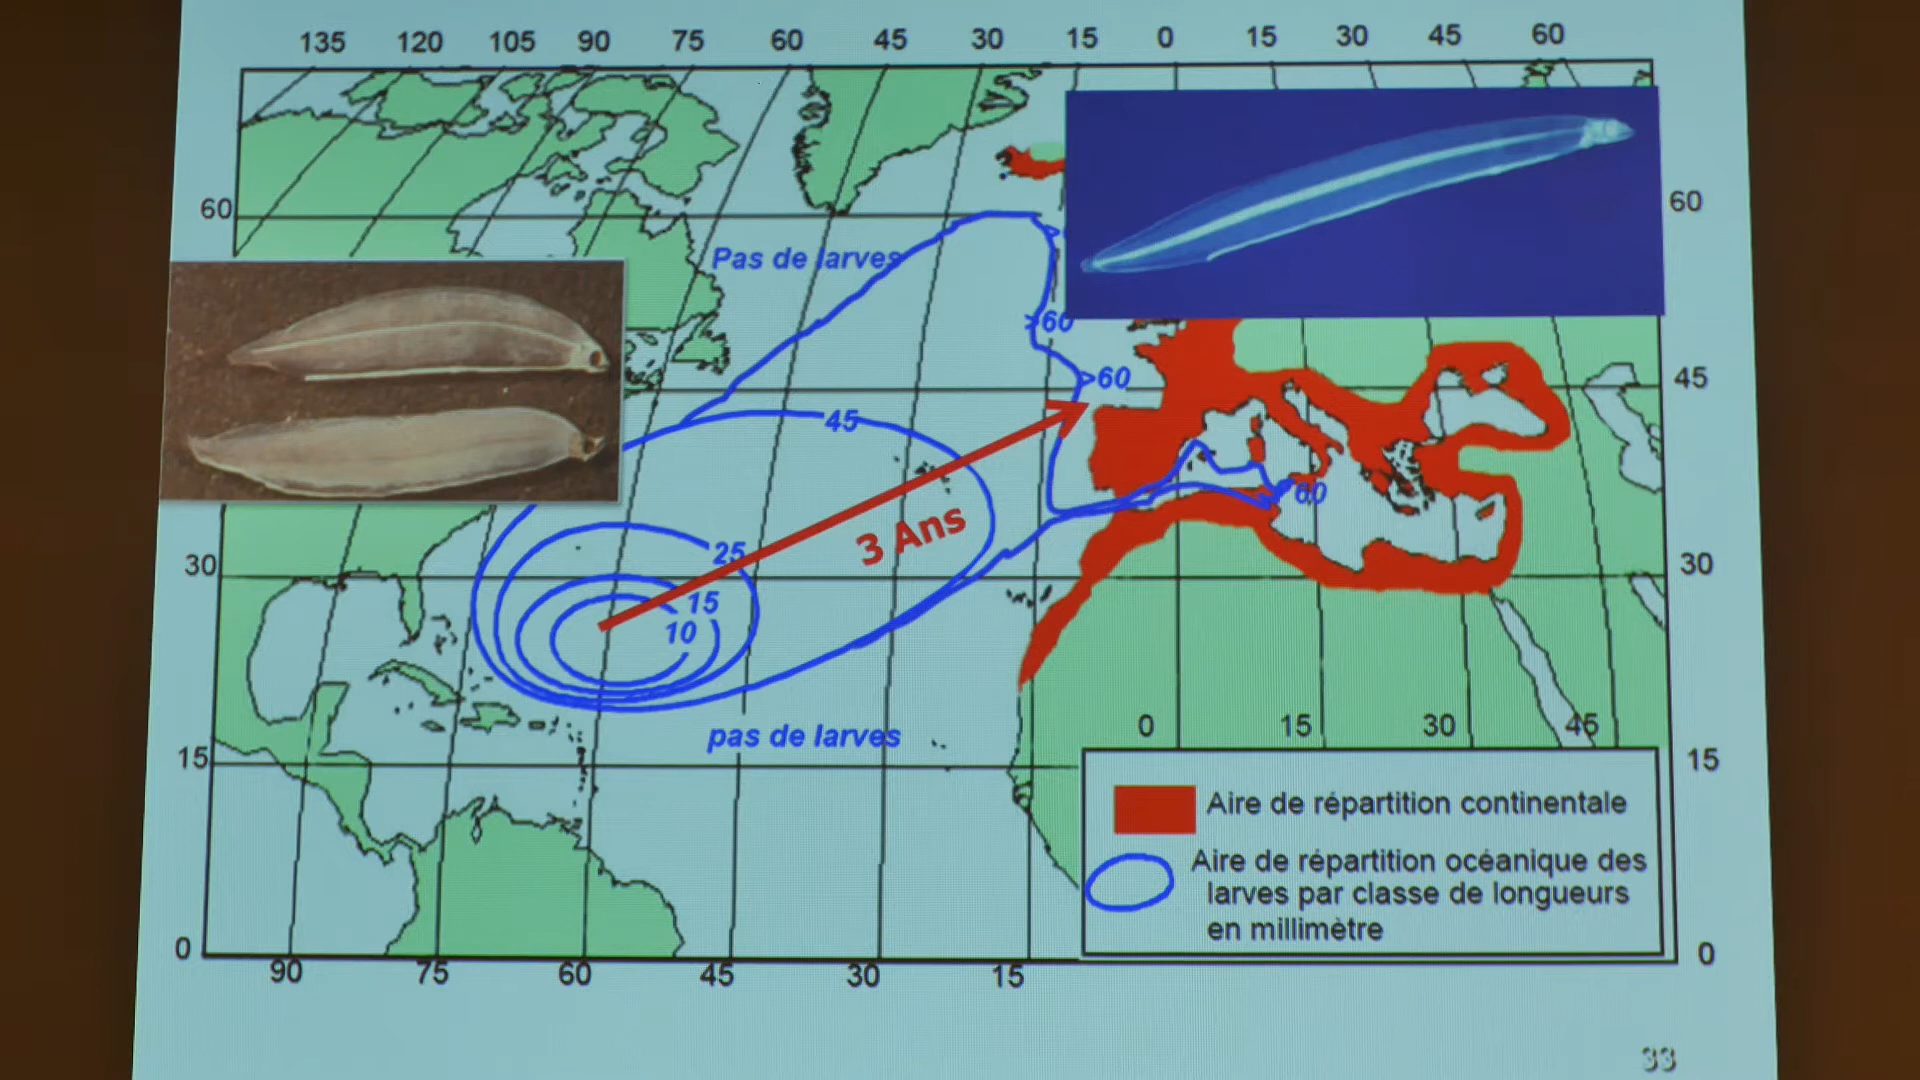 135 120 105 90 75 60 45 30 15 0 15 30 45 60
60 60
Pas de larves
>60
>60 45
45
60
3 Ans
25
30 30
15
10
0 15 30 45
pas de larves
15 15
Aire de répartition continentale
Aire de répartition océanique des
larves par classe de longueurs
en millimètre
0 0
90 75 60 45 30 15
33